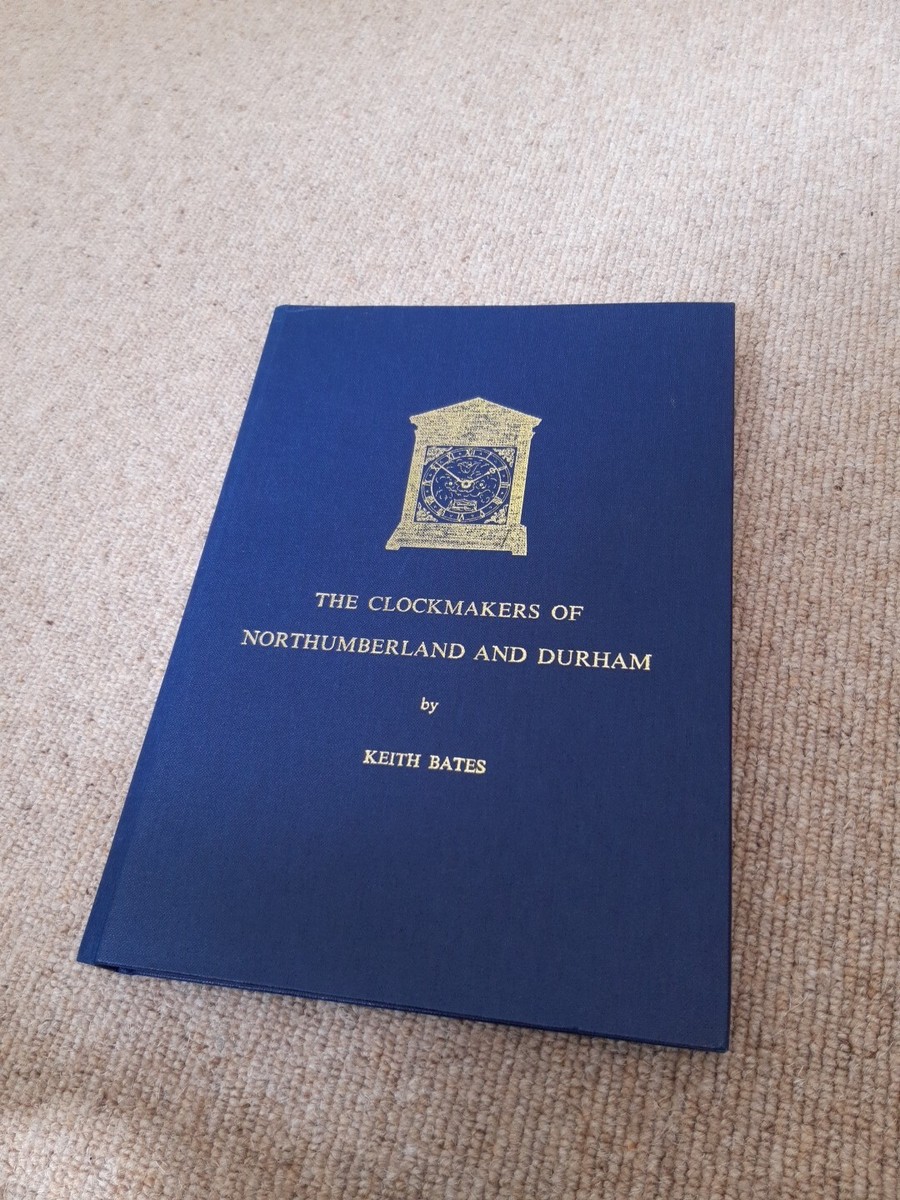 THE CLOCKMAKERS OF
NORTHUMBERLAND AND DURHAM
by
KEITH BATES